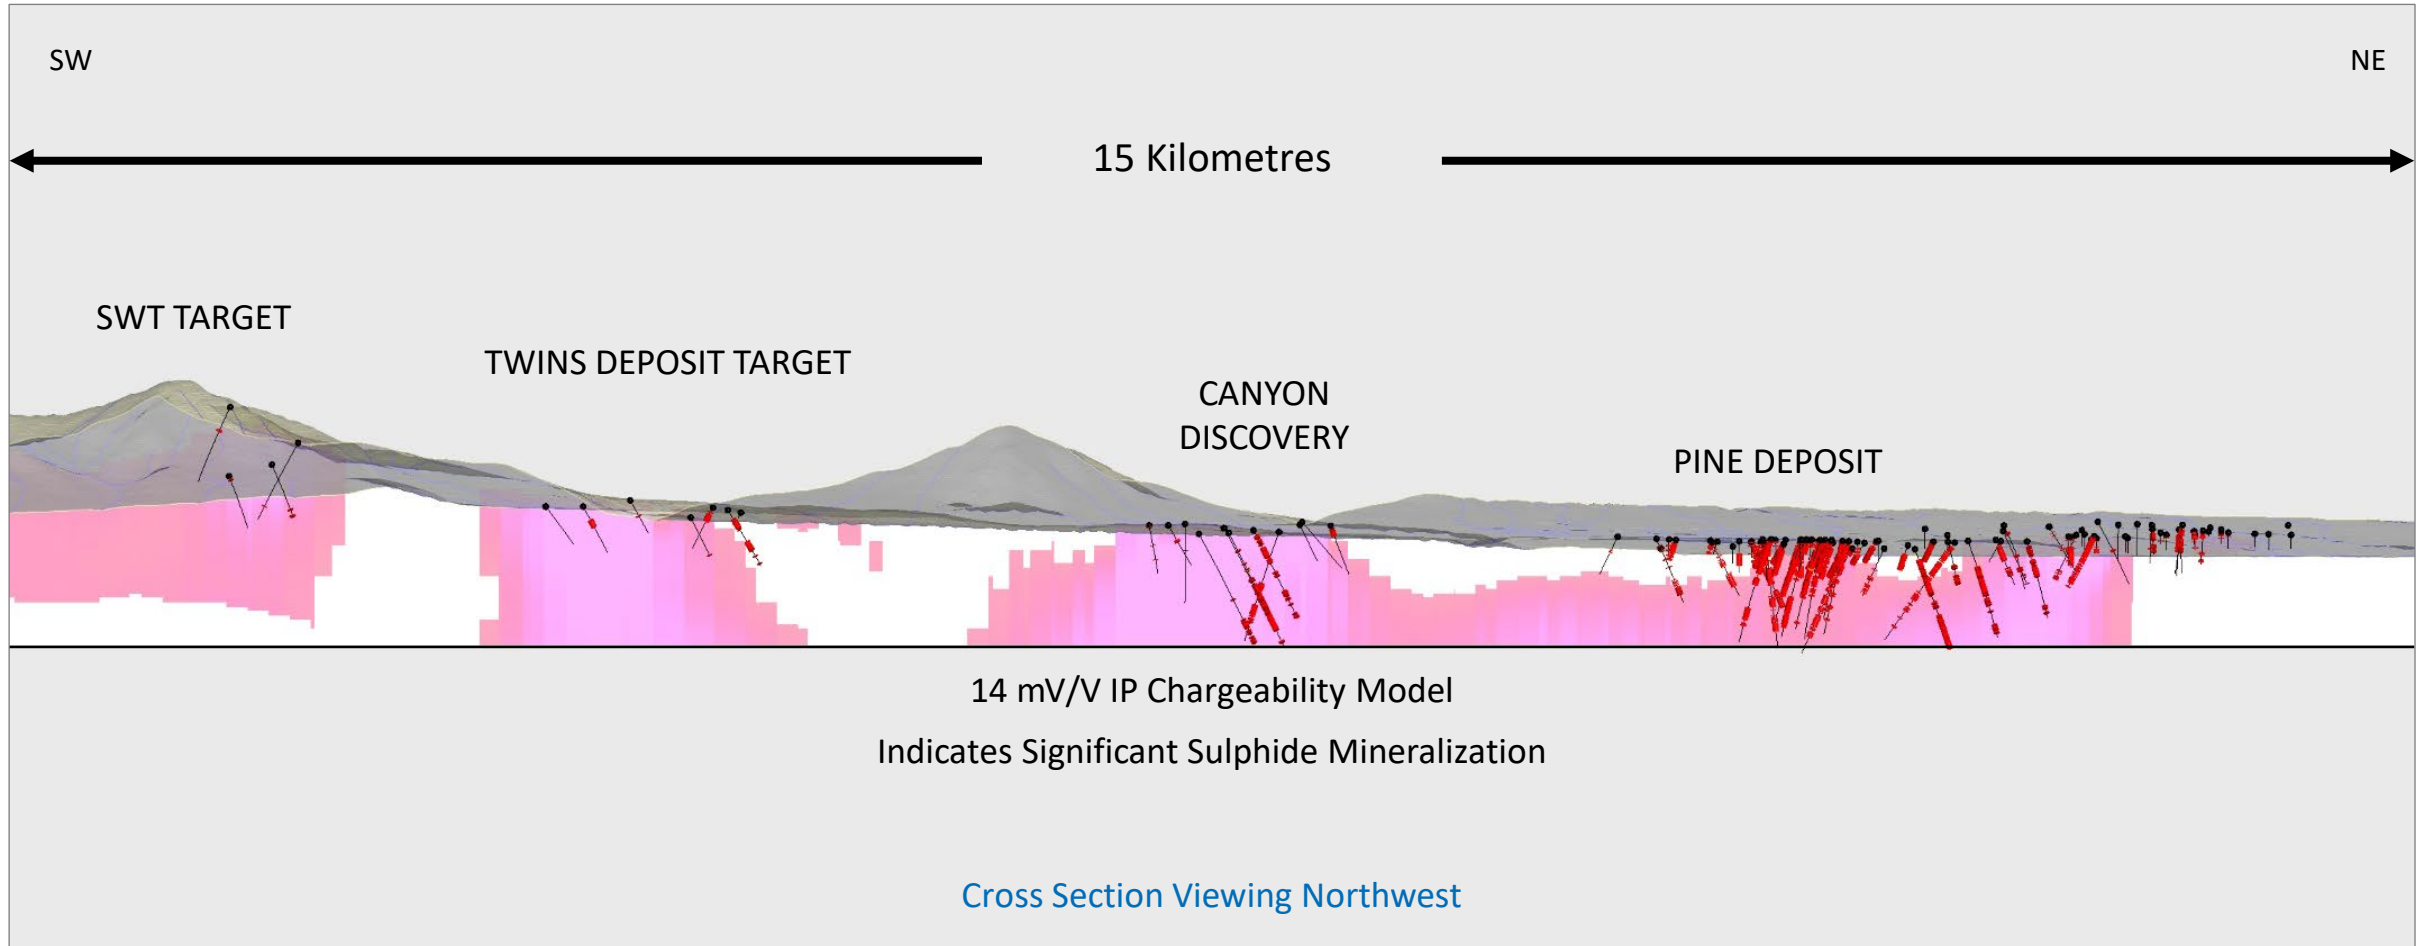 SW
NE
15 Kilometres
SWT TARGET
TWINS DEPOSIT TARGET
CANYON
DISCOVERY
PINE DEPOSIT
14 mV/V IP Chargeability Model
Indicates Significant Sulphide Mineralization
Cross Section Viewing Northwest